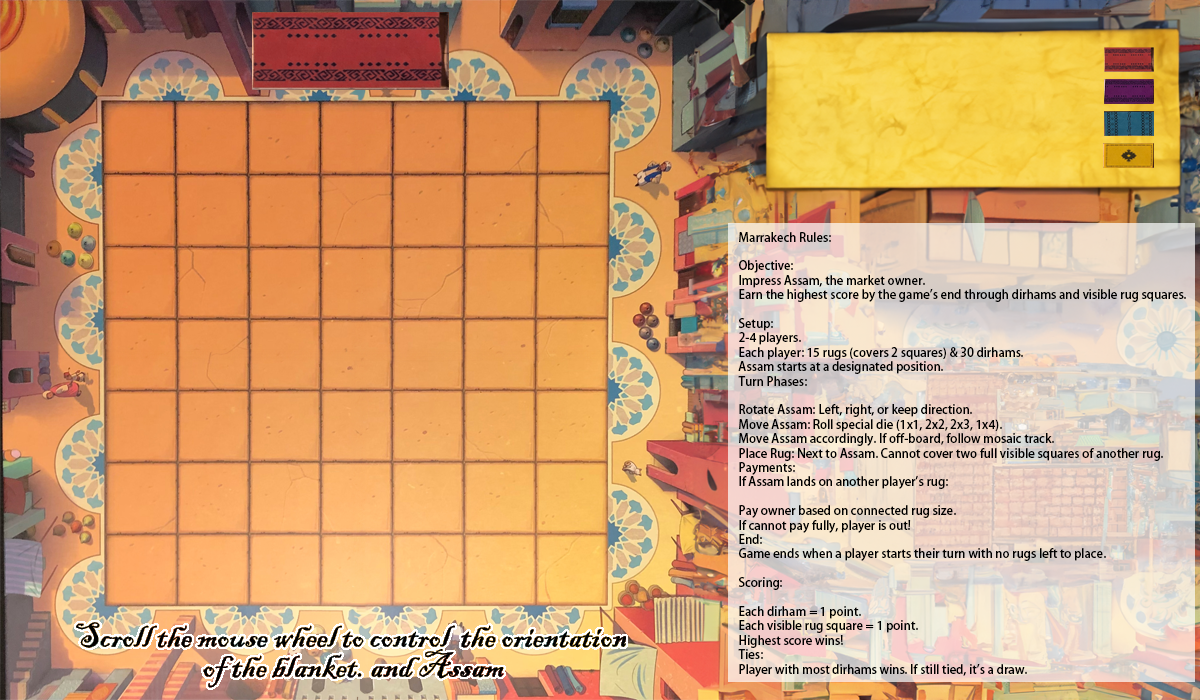 Marrakech Rules:
Objective:
Impress Assam, the market owner.
Earn the highest score by the game's end through dirhams and visible rug squares.
Setup:
2-4 players.
Each player: 15 rugs (covers 2 squares) & 30 dirhams.
Assam starts at a designated position.
Turn Phases:
Rotate Assam: Left, right, or keep direction.
Move Assam: Roll special die (1x1, 2x2, 2x3, 1x4).
Move Assam accordingly. If off-board, follow mosaic track.
Place Rug: Next to Assam. Cannot cover two full visible squares of another rug.
Payments:
If Assam lands on another player's rug:
Pay owner based on connected rug size.
If cannot pay fully, player is out!
End:
Game ends when a player starts their turn with no rugs left to place.
Scoring:
Each dirham = 1 point.
Each visible rug square = 1 point.
Highest score wins!
Ties:
Player with most dirhams wins. If still tied, it's a draw.
Scroll the mouse wheel to control the orientation
of the blanket. and Assam